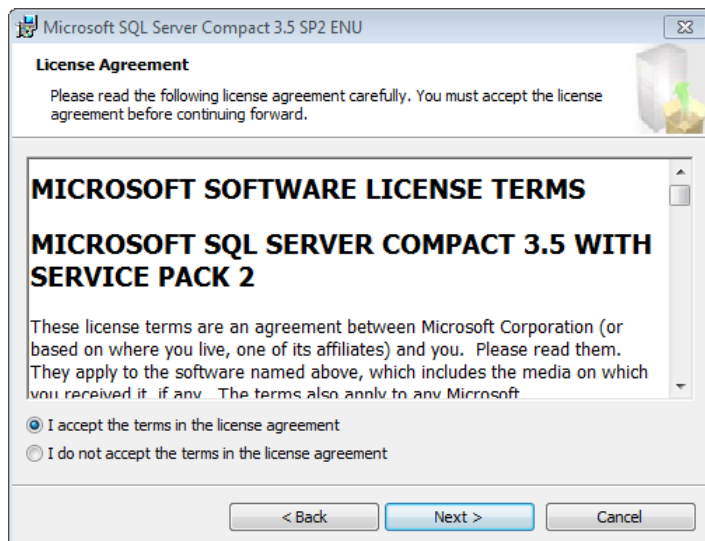 Microsoft SQL Server Compact 3.5 SP2 ENU
License Agreement
Please read the following license agreement carefully. You must accept the license
agreement before continuing forward.
MICROSOFT SOFTWARE LICENSE TERMS
MICROSOFT SQL SERVER COMPACT 3.5 WITH
SERVICE PACK 2
These license terms are an agreement between Microsoft Corporation (or
based on where you live, one of its affiliates) and you.  Please read them.
They apply to the software named above, which includes the media on which
you received it, if any.  The terms also apply to any Microsoft
I accept the terms in the license agreement
I do not accept the terms in the license agreement
< Back
Next >
Cancel